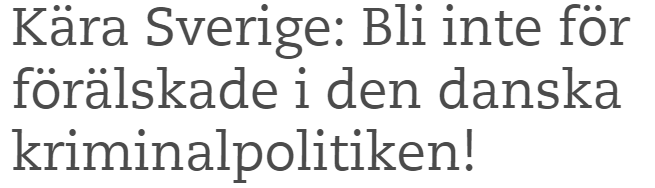 Kära Sverige: Bli inte för
förälskade i den danska
kriminalpolitiken!